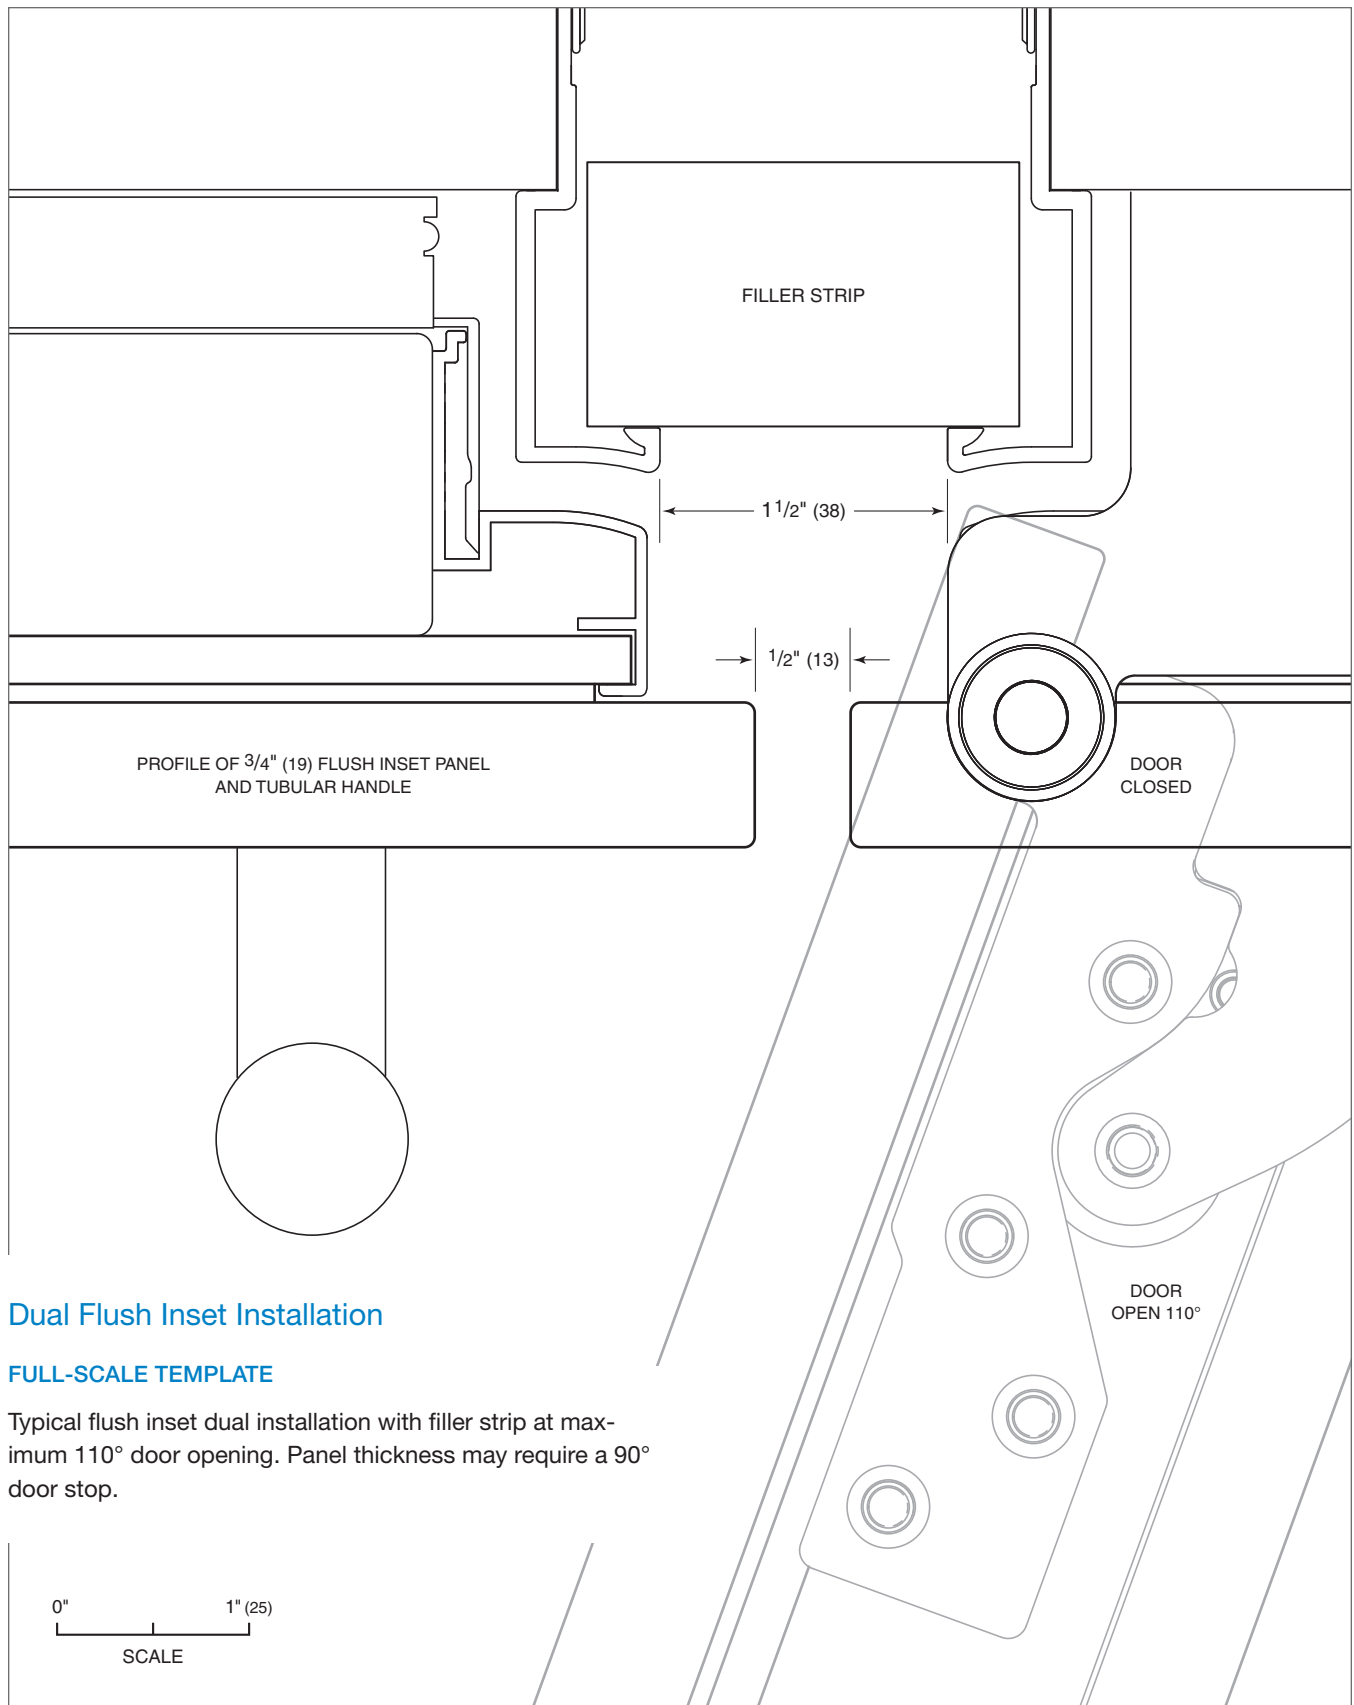 FILLER STRIP
1 1/2" (38)
1/2" (13)
PROFILE OF 3/4" (19) FLUSH INSET PANEL
AND TUBULAR HANDLE
DOOR
CLOSED
DOOR
OPEN 110°
Dual Flush Inset Installation
FULL-SCALE TEMPLATE
Typical flush inset dual installation with filler strip at max-
imum 110° door opening. Panel thickness may require a 90°
door stop.
0" 1" (25)
SCALE